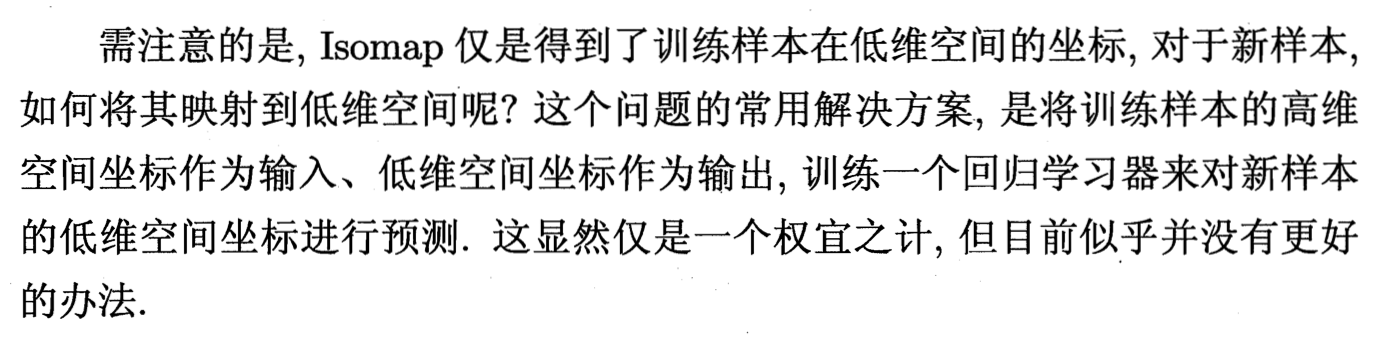 需注意的是, Isomap 仅是得到了训练样本在低维空间的坐标, 对于新样本,
如何将其映射到低维空间呢? 这个问题的常用解决方案, 是将训练样本的高维
空间坐标作为输入、低维空间坐标作为输出, 训练一个回归学习器来对新样本
的低维空间坐标进行预测. 这显然仅是一个权宜之计, 但目前似乎并没有更好
的办法.